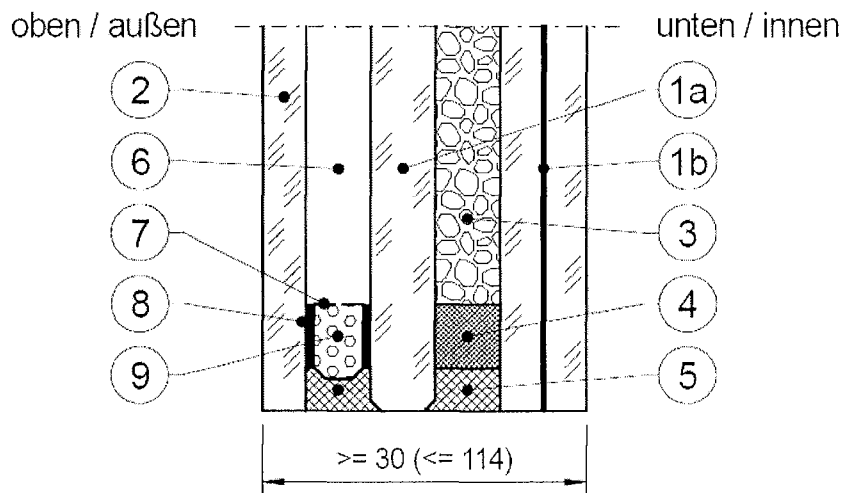 oben / außen
unten / innen
2
1a
6
1b
7
3
8
4
9
5
>= 30 (<= 114)